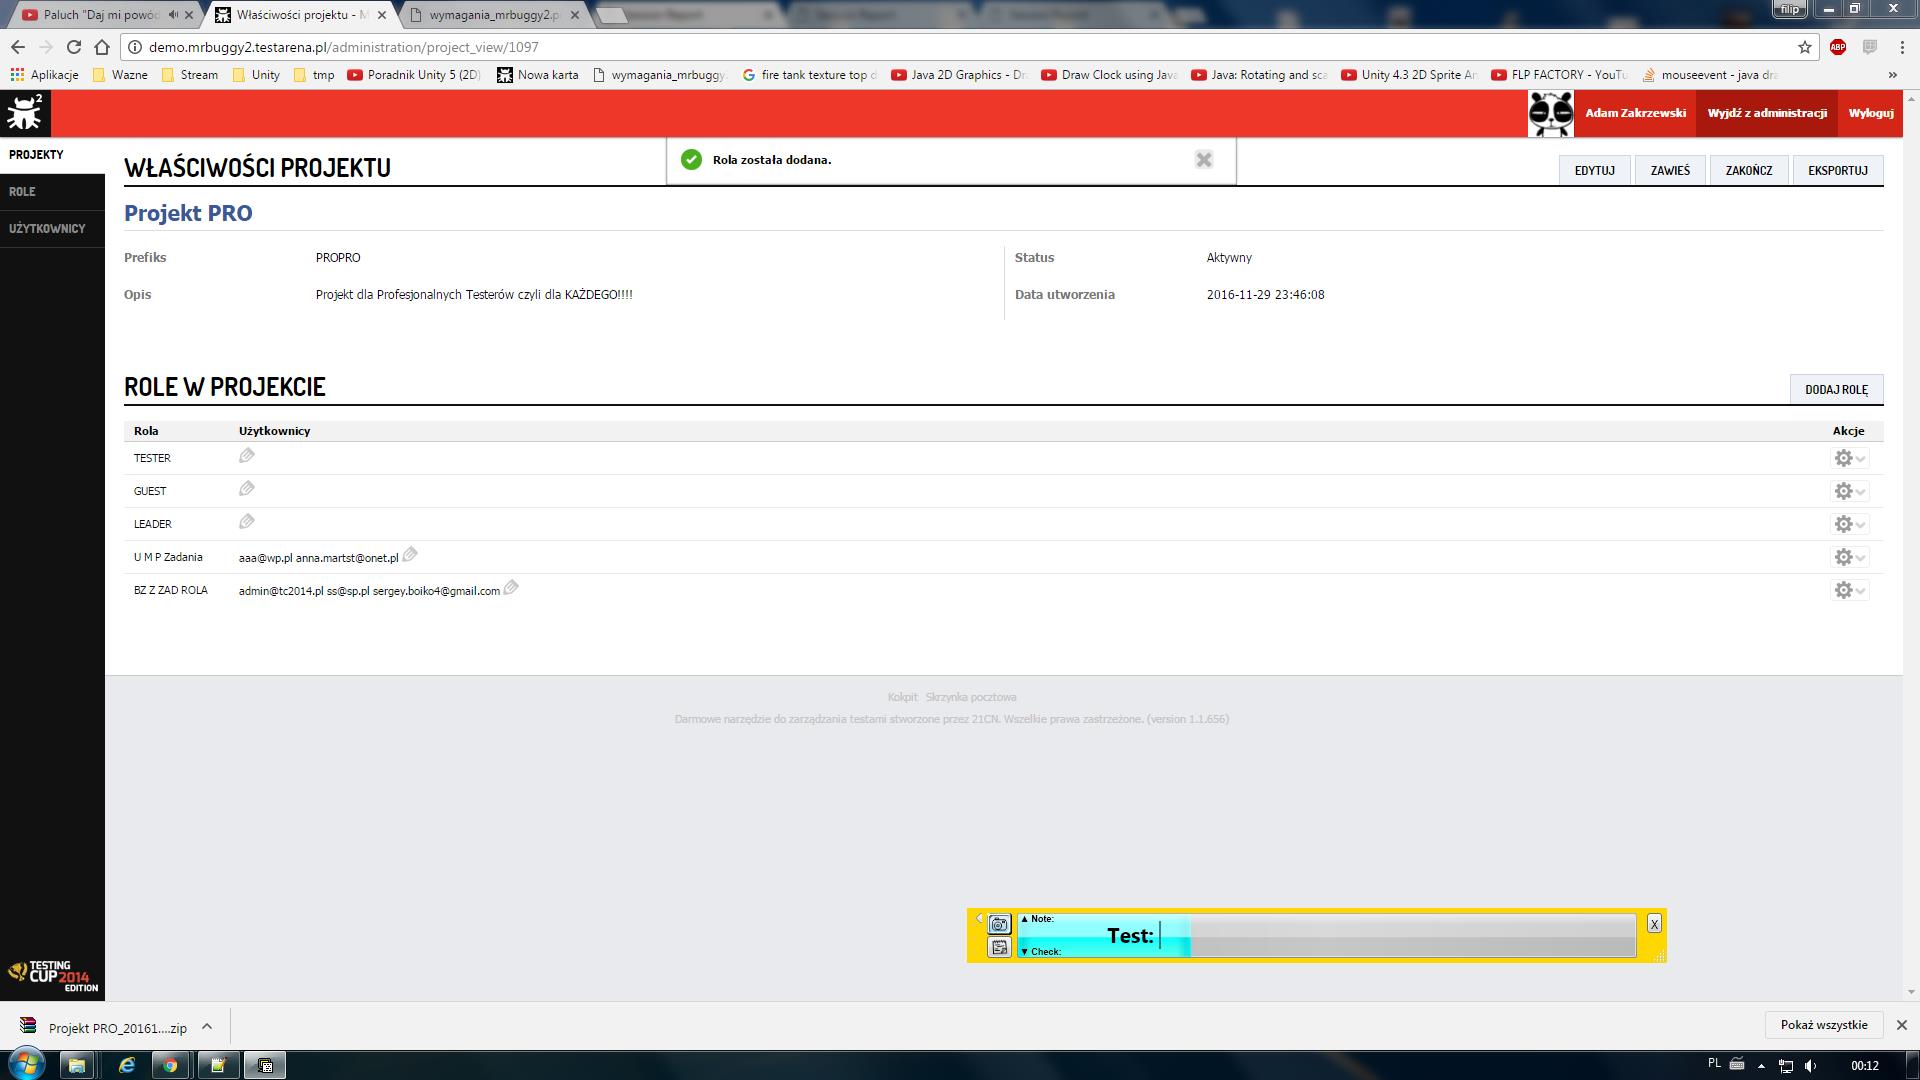 Paluch "Daj mi powód
Właściwości projektu - M
wymagania_mrbuggy2.p
filip
demo.mrbuggy2.testarena.pl/administration/project_view/1097
ABP
Aplikacje Wazne Stream Unity tmp Poradnik Unity 5 (2D) Nowa karta wymagania_mrbuggy. fire tank texture top d Java 2D Graphics - Dr Draw Clock using Java Java: Rotating and sca Unity 4.3 2D Sprite An FLP FACTORY - YouTu mouseevent - java dra »
2
Adam Zakrzewski Wyjdź z administracji Wyloguj
PROJEKTY
ROLE
UŻYTKOWNICY
Rola została dodana.
WŁAŚCIWOŚCI PROJEKTU
EDYTUJ ZAWIEŚ ZAKOŃCZ EKSPORTUJ
Projekt PRO
Prefiks PROPRO Status Aktywny
Opis Projekt dla Profesjonalnych Testerów czyli dla KAŻDEGO!!!! Data utworzenia 2016-11-29 23:46:08
ROLE W PROJEKCIE
DODAJ ROLĘ
Rola Użytkownicy Akcje
TESTER
GUEST
LEADER
U M P Zadania aaa@wp.pl anna.martst@onet.pl
BZ Z ZAD ROLA admin@tc2014.pl ss@sp.pl sergey.boiko4@gmail.com
Kokpit Skrzynka pocztowa
Darmowe narzędzie do zarządzania testami stworzone przez 21CN. Wszelkie prawa zastrzeżone. (version 1.1.656)
▲ Note:
Test:
▼ Check:
X
TESTING
CUP 2014
EDITION
Projekt PRO_20161....zip
Pokaż wszystkie
PL
00:12